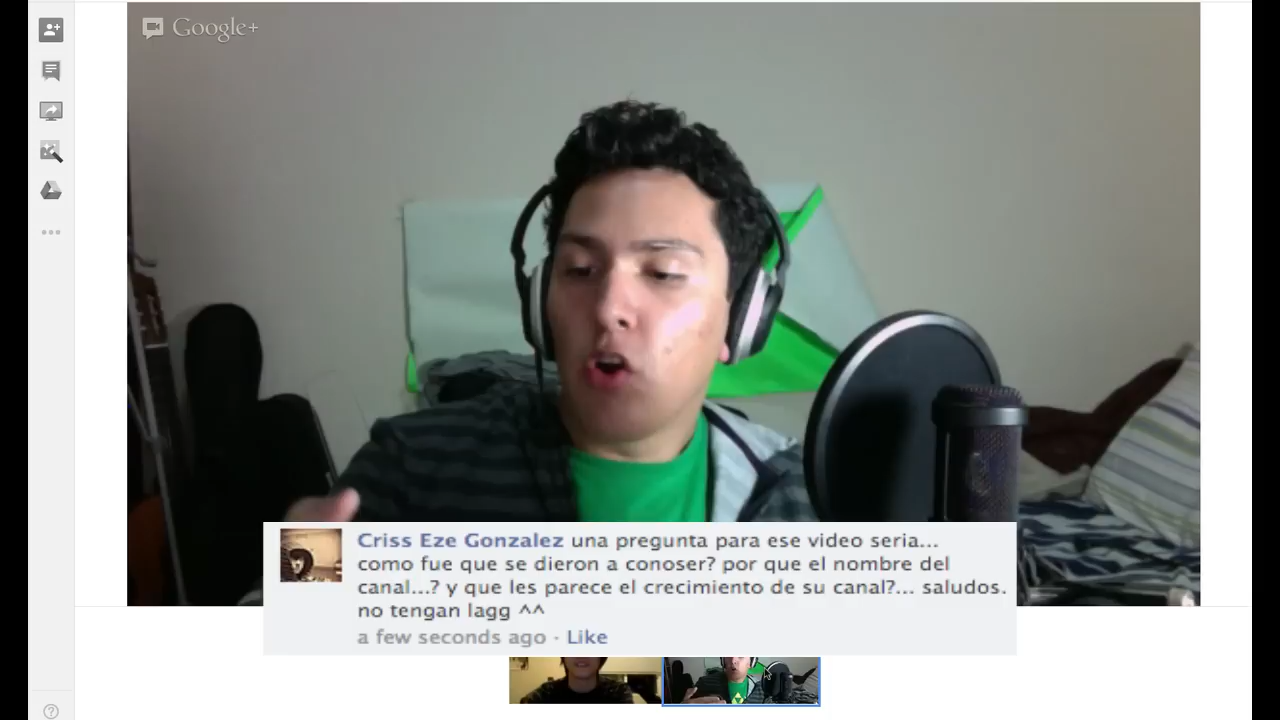 Google+
Criss Eze Gonzalez una pregunta para ese video seria...
como fue que se dieron a conoser? por que el nombre del
canal...? y que les parece el crecimiento de su canal?... saludos.
no tengan lagg ^^
a few seconds ago · Like